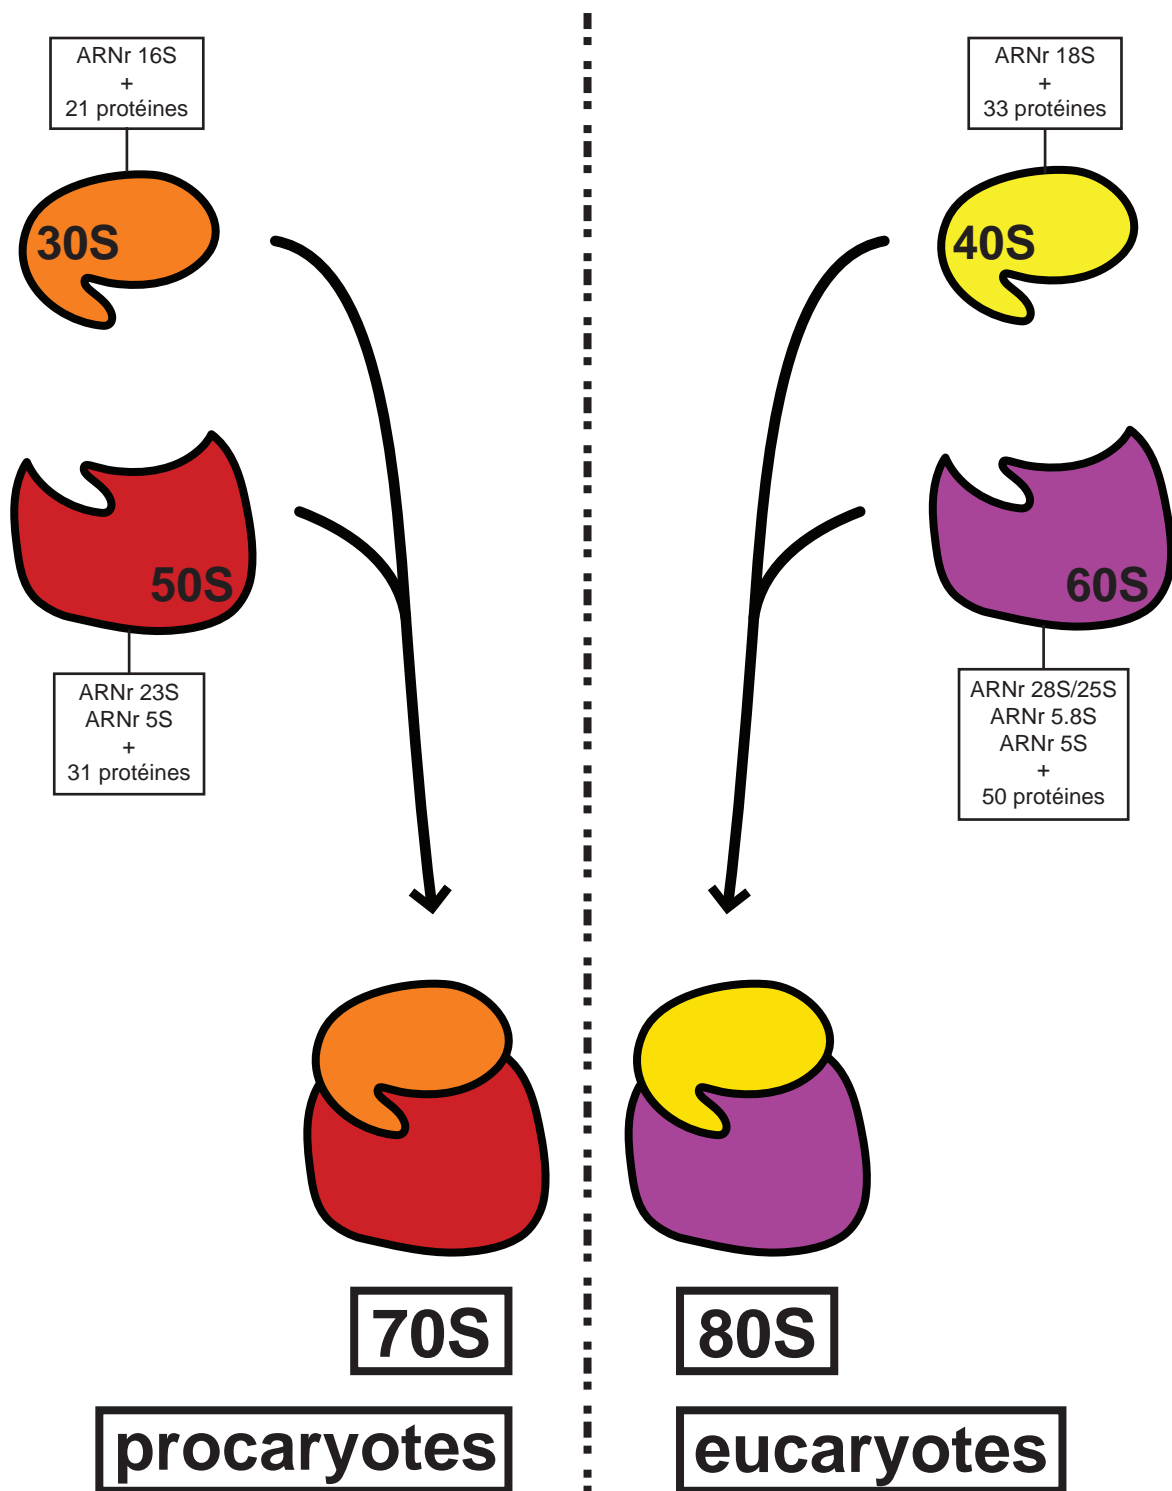 ARNr 16S
+
21 protéines
30S
50S
ARNr 23S
ARNr 5S
+
31 protéines
70S
procaryotes
ARNr 18S
+
33 protéines
40S
60S
ARNr 28S/25S
ARNr 5.8S
ARNr 5S
+
50 protéines
80S
eucaryotes